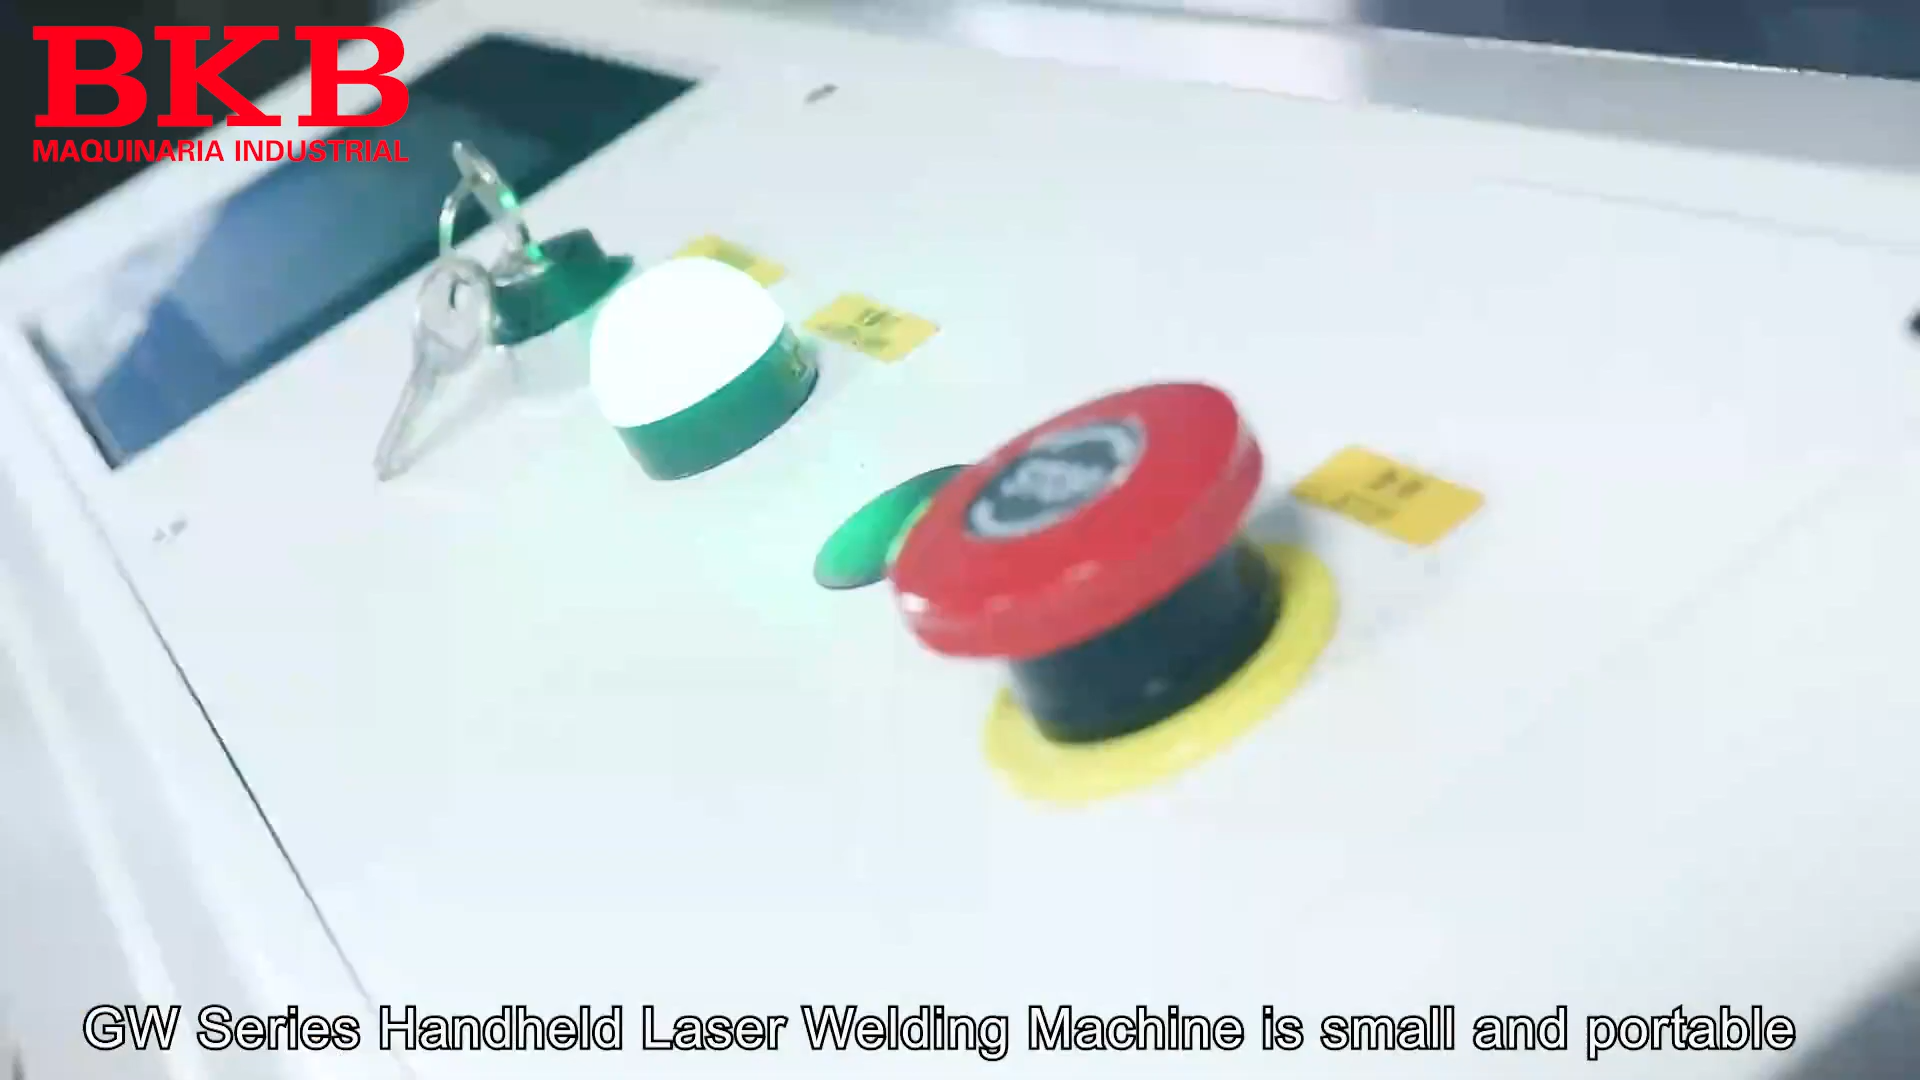 BKB
MAQUINARIA INDUSTRIAL
GW Series Handheld Laser Welding Machine is small and portable